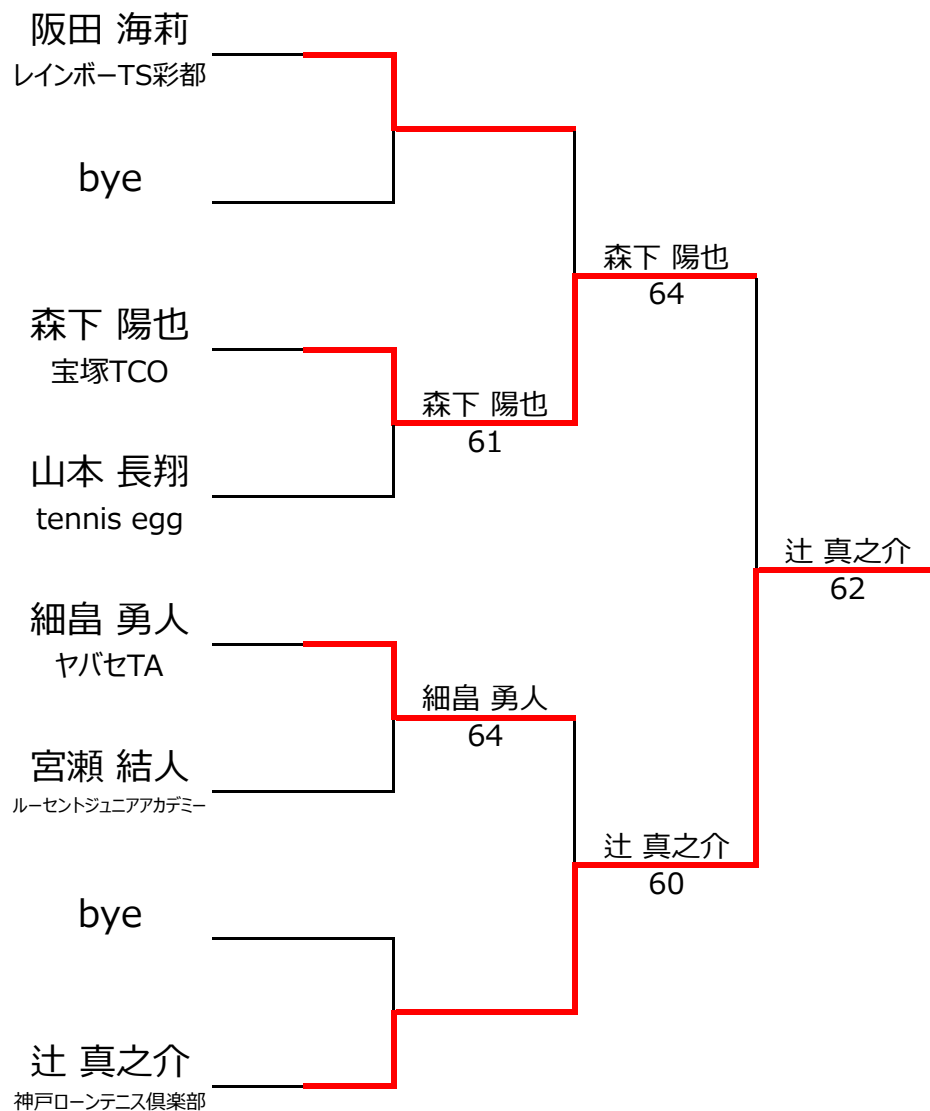 阪田 海莉
レインボーTS彩都
bye
森下 陽也
宝塚TCO
山本 長翔
tennis egg
細畠 勇人
ヤバセTA
宮瀬 結人
ルーセントジュニアアカデミー
bye
辻 真之介
神戸ローンテニス倶楽部
森下 陽也
61
細畠 勇人
64
森下 陽也
64
辻 真之介
60
辻 真之介
62